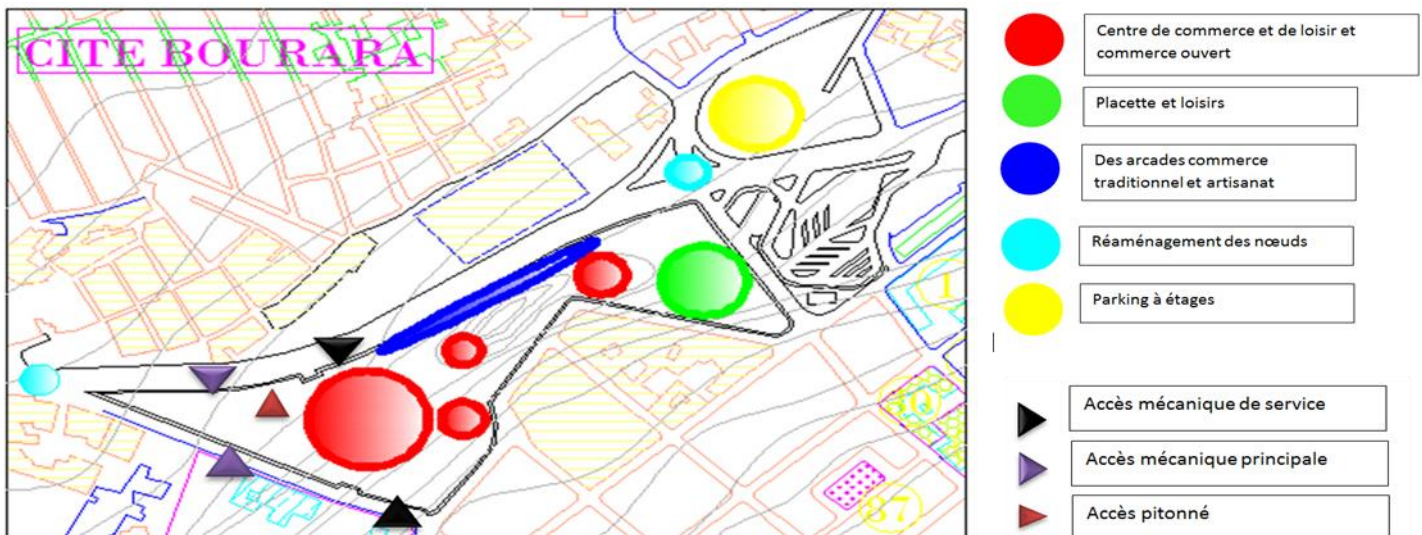 CITE BOURARA
1
3Q
37
Centre de commerce et de loisir et
commerce ouvert
Placette et loisirs
Des arcades commerce
traditionnel et artisanat
Réaménagement des nœuds
Parking à étages
Accès mécanique de service
Accès mécanique principale
Accès pitonné